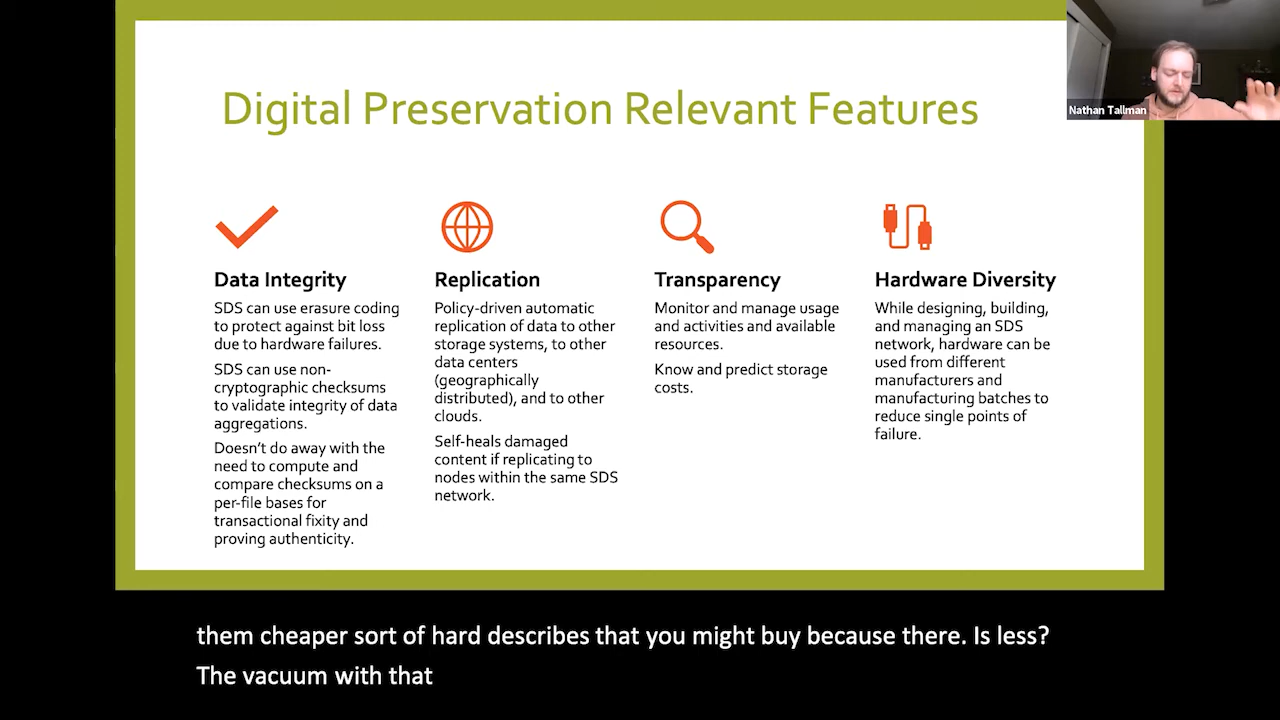 Digital Preservation Relevant Features
Nathan Tallman
Data Integrity
SDS can use erasure coding
to protect against bit loss
due to hardware failures.
SDS can use non-
cryptographic checksums
to validate integrity of data
aggregations.
Doesn't do away with the
need to compute and
compare checksums on a
per-file bases for
transactional fixity and
proving authenticity.
Replication
Policy-driven automatic
replication of data to other
storage systems, to other
data centers
(geographically
distributed), and to other
clouds.
Self-heals damaged
content if replicating to
nodes within the same SDS
network.
Transparency
Monitor and manage usage
and activities and available
resources.
Know and predict storage
costs.
Hardware Diversity
While designing, building,
and managing an SDS
network, hardware can be
used from different
manufacturers and
manufacturing batches to
reduce single points of
failure.
them cheaper sort of hard describes that you might buy because there. Is less?
The vacuum with that